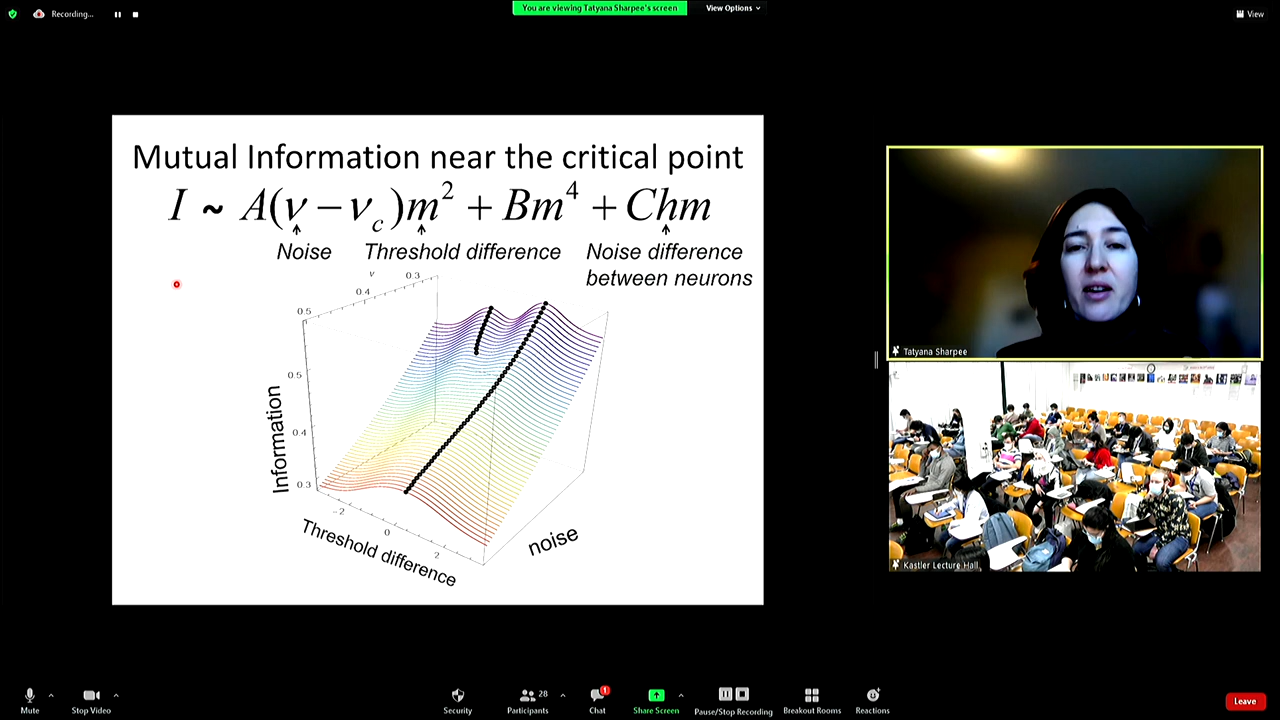 Recording...
You are viewing Tatyana Sharpee's screen
View Options
View
Mutual Information near the critical point
I ~ A(ν − ν_c)m² + Bm⁴ + Chm
Noise
Threshold difference
Noise difference
between neurons
ν
0.3
0.4
0.5
0.5
0.4
0.3
Information
−2
0
2
Threshold difference
noise
Tatyana Sharpee
Kastler Lecture Hall
Mute
Stop Video
Security
Participants
28
Chat
1
Share Screen
Pause/Stop Recording
Breakout Rooms
Reactions
Leave